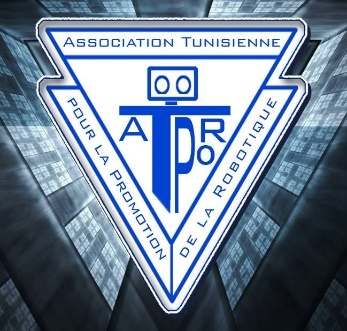 Association Tunisienne
pour la Promotion
de la Robotique
ATPRo